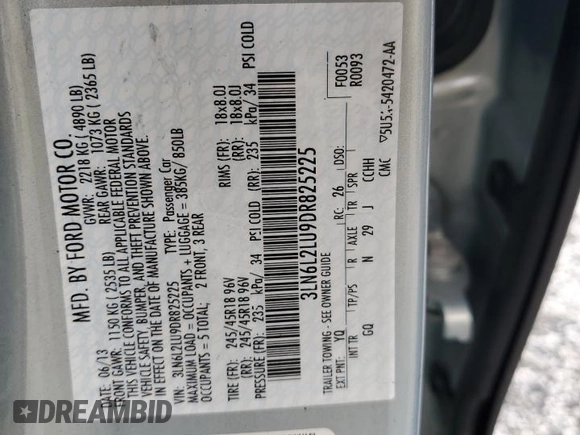 MFD. BY FORD MOTOR CO.
DATE: 06/13 GVWR: 2218 KG ( 4890 LB)
FRONT GAWR: 1150 KG ( 2535 LB) REAR GAWR: 1073 KG ( 2365 LB)
THIS VEHICLE CONFORMS TO ALL APPLICABLE FEDERAL MOTOR
VEHICLE SAFETY, BUMPER, AND THEFT PREVENTION STANDARDS
IN EFFECT ON THE DATE OF MANUFACTURE SHOWN ABOVE.
VIN: 3LN6L2LU9DR825225 TYPE: Passenger Car
MAXIMUM LOAD = OCCUPANTS + LUGGAGE = 385KG/ 850LB
OCCUPANTS = 5 TOTAL; 2 FRONT, 3 REAR
TIRE (FR): 245/45R18 96V RIMS (FR): 18x8.0J
(RR): 245/45R18 96V (RR): 18x8.0J
PRESSURE (FR): 235 kPa/ 34 PSI COLD (RR): 235 kPa/ 34 PSI COLD
3LN6L2LU9DR825225
F0053
R0093
TRAILER TOWING - SEE OWNER GUIDE
EXT PNT: YQ RC: 26 DSO:
INT TR TP/PS R AXLE TR SPR
GQ N 29 J CCHH
CMC 5420472-AA
DREAMBID